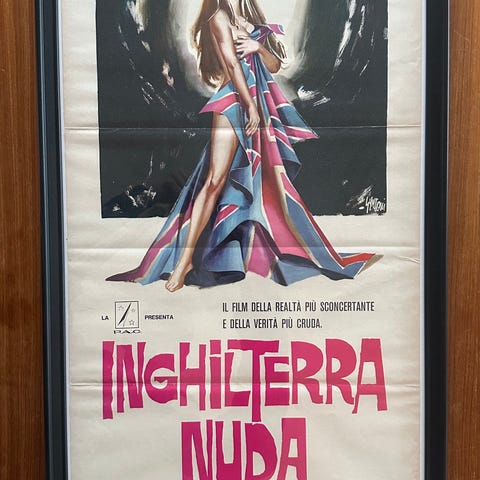 LA P.A.C. PRESENTA
IL FILM DELLA REALTÀ PIÙ SCONCERTANTE
E DELLA VERITÀ PIÙ CRUDA.
INGHILTERRA
NUDA